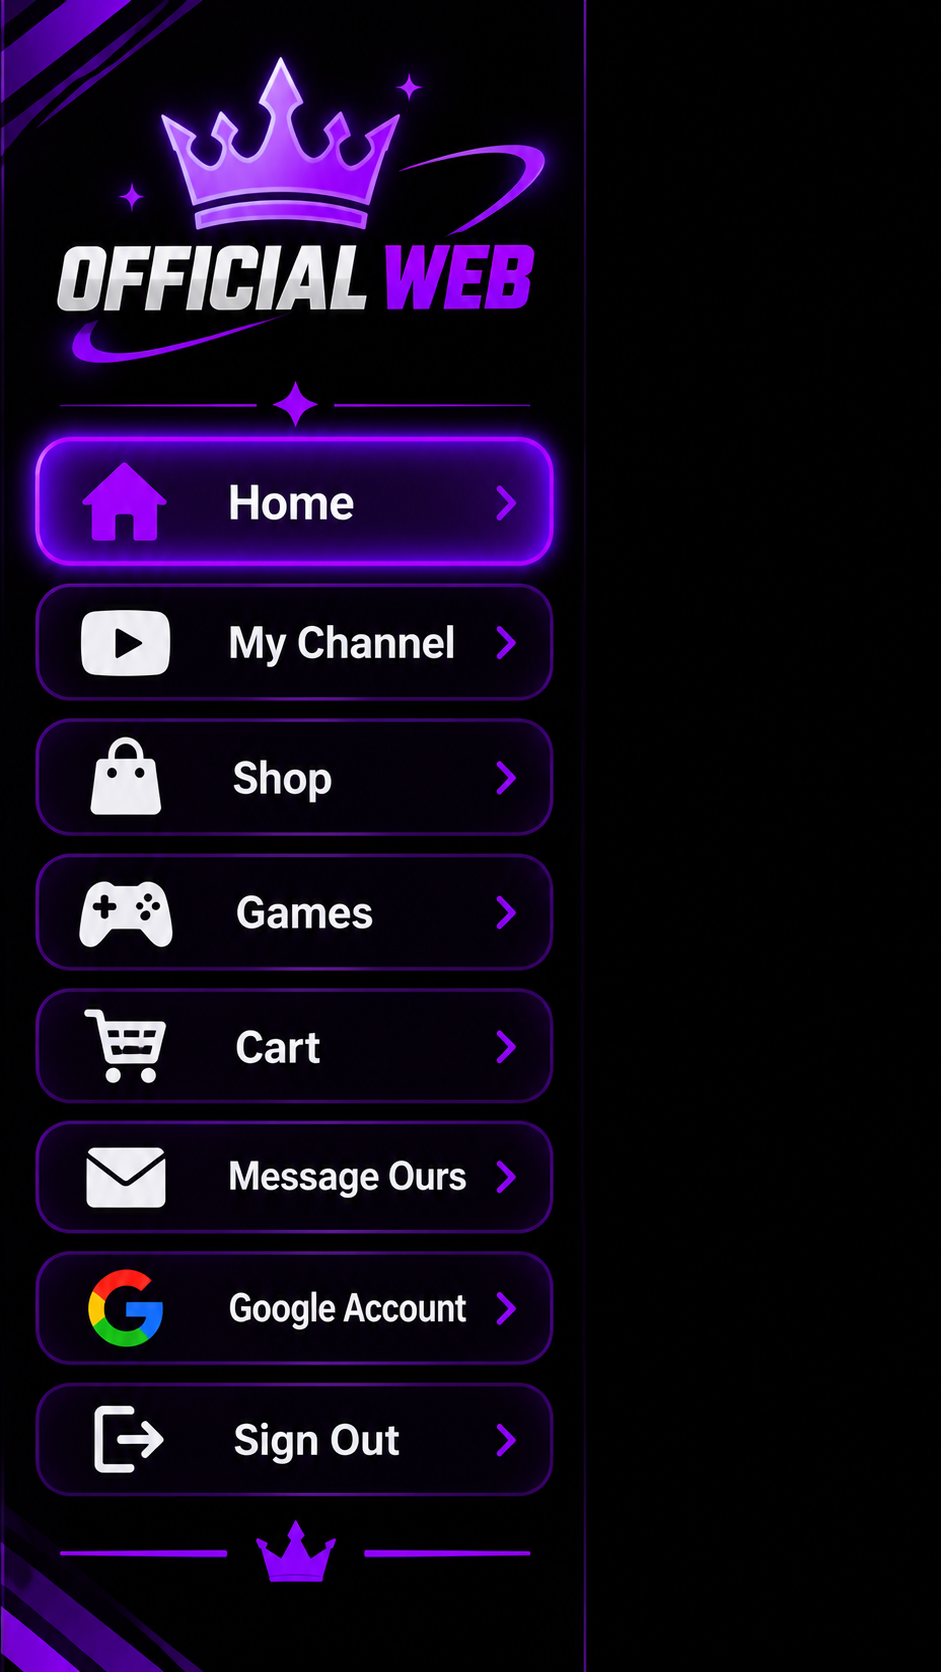 OFFICIAL WEB
Home
My Channel
Shop
Games
Cart
Message Ours
Google Account
Sign Out